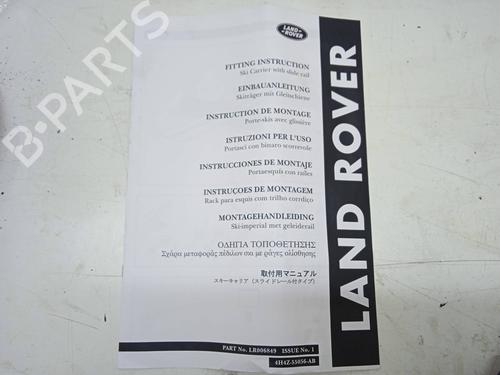 LAND
ROVER
FITTING INSTRUCTION
Ski Carrier with slide rail
EINBAUANLEITUNG
Skiträger mit Gleitschiene
INSTRUCTION DE MONTAGE
Porte-skis avec glissière
ISTRUZIONI PER L'USO
Portasci con binaro scorrevole
INSTRUCCIONES DE MONTAJE
Portaesquís con raíles
INSTRUÇOES DE MONTAGEM
Rack para esquis com trilho corrdiço
MONTAGEHANDLEIDING
Ski-imperial met geleiderail
ΟΔΗΓΙΑ ΤΟΠΟΘΕΤΗΣΗΣ
Σχάρα μεταφοράς πέδιλων σκι με ράγες ολίσθησης
取付用マニュアル
スキーキャリア（スライドレール付タイプ）
PART No. LR006849 ISSUE No. 1
4H4Z-55056-AB
LAND ROVER
B-PARTS